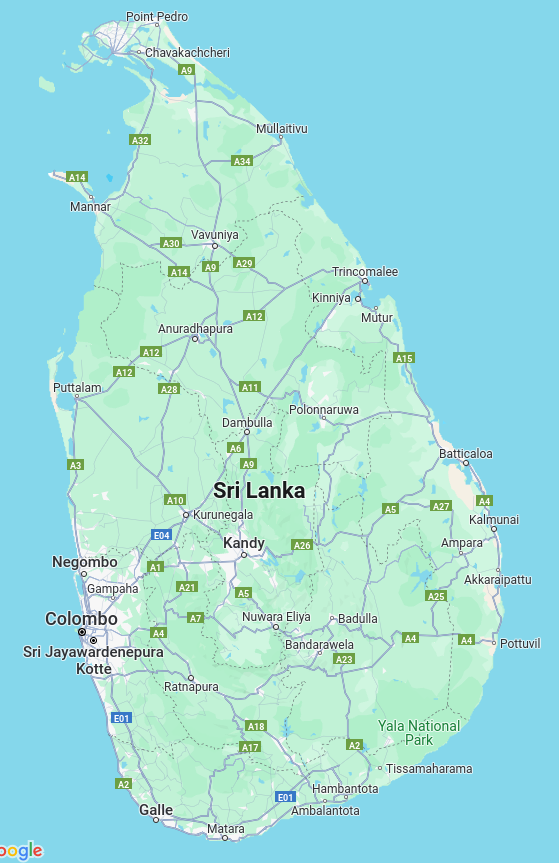 Point Pedro
Chavakachcheri
A9
Mullaitivu
A32
A34
A14
Mannar
Vavuniya
A30
A14
A9
A29
Trincomalee
Kinniya
Mutur
A12
Anuradhapura
A12
A15
A12
Puttalam
A28
A11
Polonnaruwa
Dambulla
A6
Batticaloa
A3
A9
Sri Lanka
A10
A5
A27
A4
Kurunegala
Kalmunai
E04
Kandy
A26
Ampara
Negombo
A1
Akkaraipattu
Gampaha
A21
A5
A25
Colombo
A7
Nuwara Eliya
Badulla
A4
A4
A4
Pottuvil
Sri Jayawardenepura
Kotte
Bandarawela
A23
Ratnapura
E01
A18
Yala National
Park
A17
A2
Tissamaharama
A2
Hambantota
E01
Galle
Ambalantota
Matara
oogle